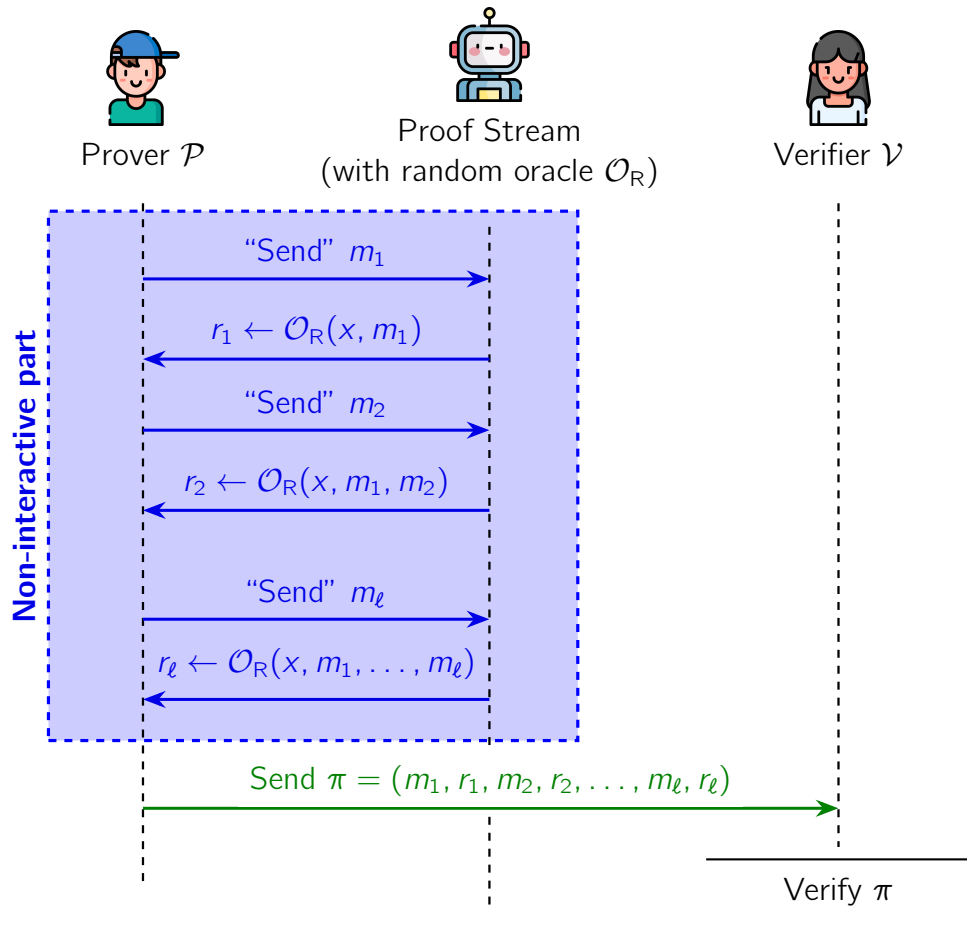 Prover 𝒫
Proof Stream
(with random oracle 𝒪_R)
Verifier 𝒱
Non-interactive part
“Send” m₁
r₁ ← 𝒪_R(x, m₁)
“Send” m₂
r₂ ← 𝒪_R(x, m₁, m₂)
“Send” m_ℓ
r_ℓ ← 𝒪_R(x, m₁, . . . , m_ℓ)
Send π = (m₁, r₁, m₂, r₂, . . . , m_ℓ, r_ℓ)
Verify π